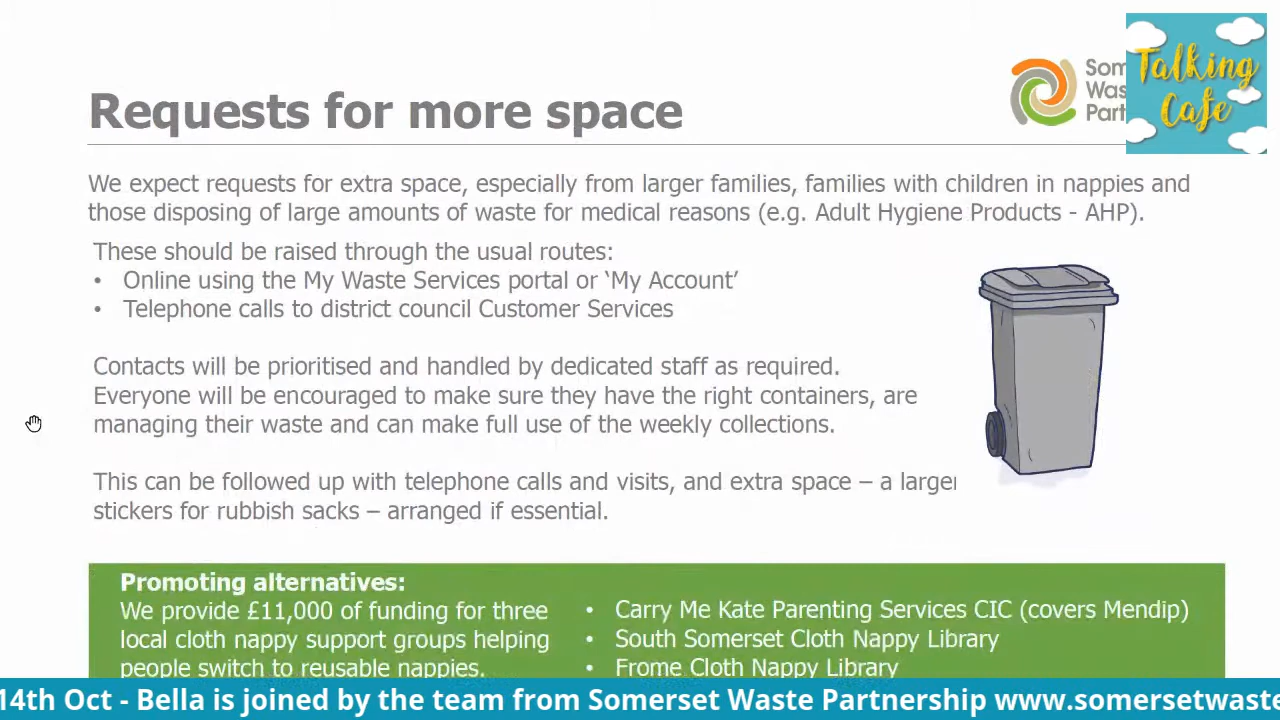 Requests for more space
Talking
Cafe
We expect requests for extra space, especially from larger families, families with children in nappies and
those disposing of large amounts of waste for medical reasons (e.g. Adult Hygiene Products - AHP).
These should be raised through the usual routes:
• Online using the My Waste Services portal or ‘My Account’
• Telephone calls to district council Customer Services
Contacts will be prioritised and handled by dedicated staff as required.
Everyone will be encouraged to make sure they have the right containers, are
managing their waste and can make full use of the weekly collections.
This can be followed up with telephone calls and visits, and extra space – a larger
stickers for rubbish sacks – arranged if essential.
Promoting alternatives:
We provide £11,000 of funding for three
local cloth nappy support groups helping
people switch to reusable nappies.
• Carry Me Kate Parenting Services CIC (covers Mendip)
• South Somerset Cloth Nappy Library
• Frome Cloth Nappy Library
14th Oct - Bella is joined by the team from Somerset Waste Partnership www.somersetwaste